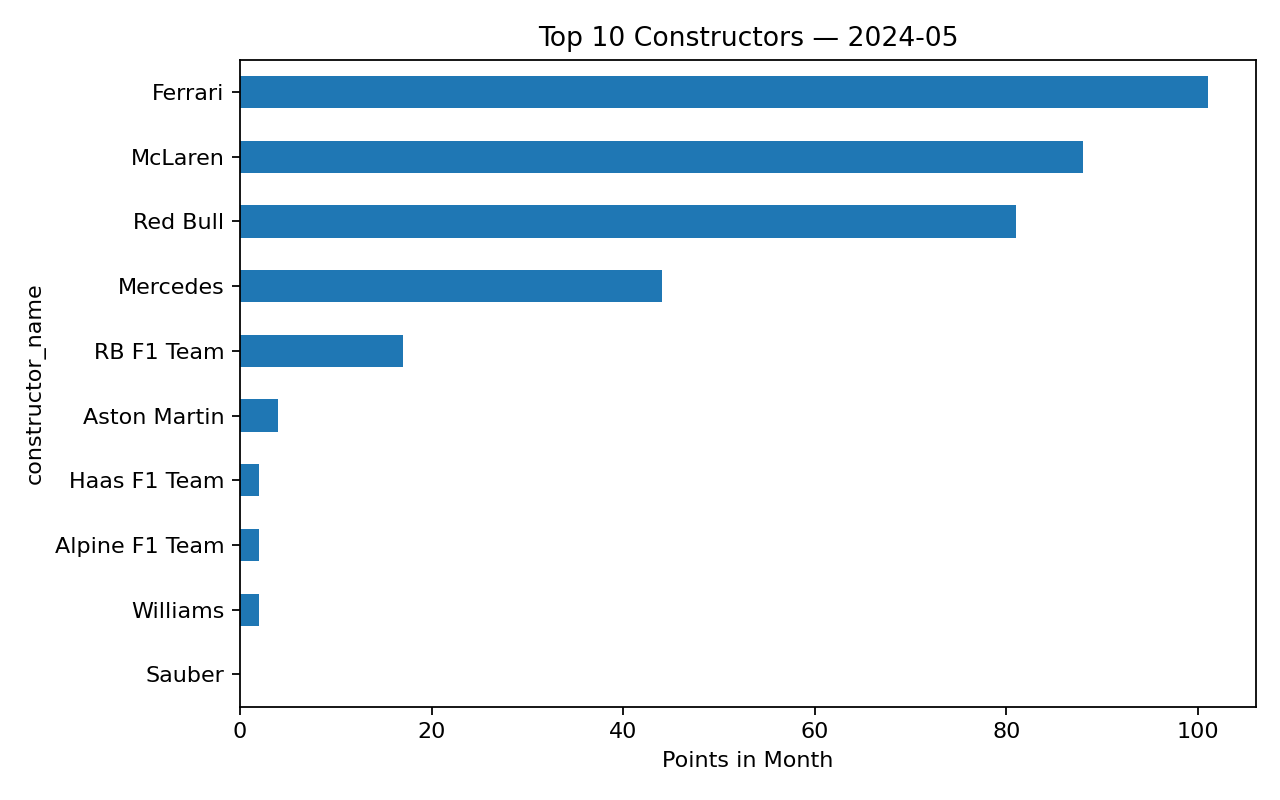 Top 10 Constructors — 2024-05
constructor_name
Ferrari
McLaren
Red Bull
Mercedes
RB F1 Team
Aston Martin
Haas F1 Team
Alpine F1 Team
Williams
Sauber
0 20 40 60 80 100
Points in Month